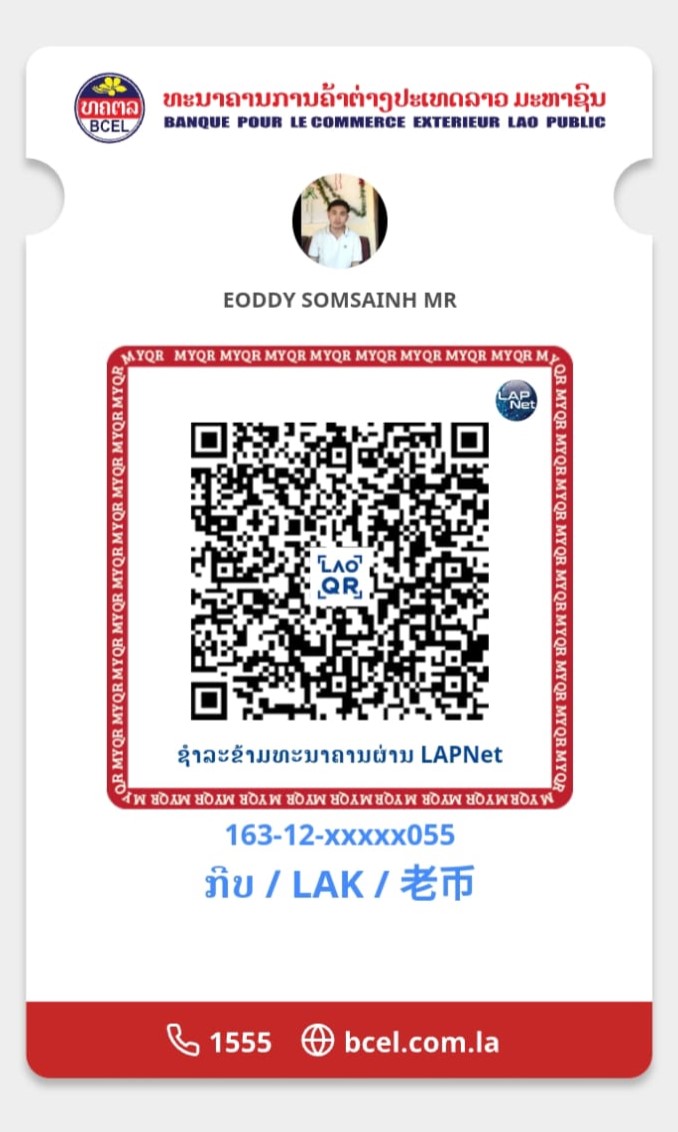 ທຄຕລ
BCEL
ທະນາຄານການຄ້າຕ່າງປະເທດລາວ ມະຫາຊົນ
BANQUE POUR LE COMMERCE EXTERIEUR LAO PUBLIC
EODDY SOMSAINH MR
MYQR MYQR MYQR MYQR MYQR MYQR MYQR MYQR MYQR
LAP
Net
LAO
QR
ຊຳລະຂ້າມທະນາຄານຜ່ານ LAPNet
163-12-xxxxx055
ກີບ / LAK / 老币
1555 bcel.com.la